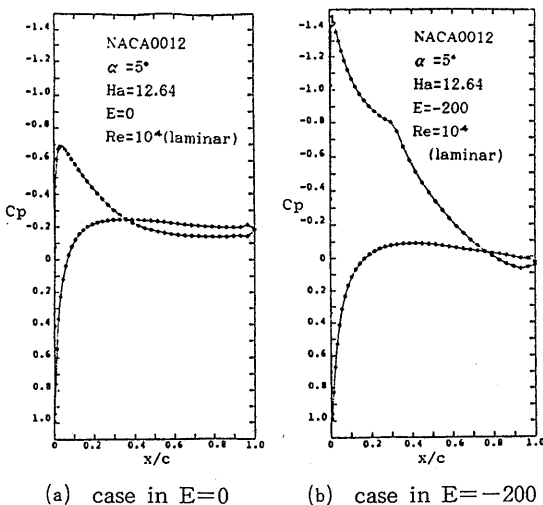 -1.4
-1.2
-1.0
-0.8
-0.6
-0.4
Cp
-0.2
0
0.2
0.4
0.6
0.8
1.0
NACA0012
α=5°
Ha=12.64
E=0
Re=10⁴(laminar)
0 0.2 0.4 0.6 0.8 1.0
x/c
(a) case in E=0
-1.4
-1.2
-1.0
-0.8
-0.6
-0.4
Cp
-0.2
0
0.2
0.4
0.6
0.8
1.0
NACA0012
α=5°
Ha=12.64
E=-200
Re=10⁴
(laminar)
0 0.2 0.4 0.6 0.8 1.0
x/c
(b) case in E=-200